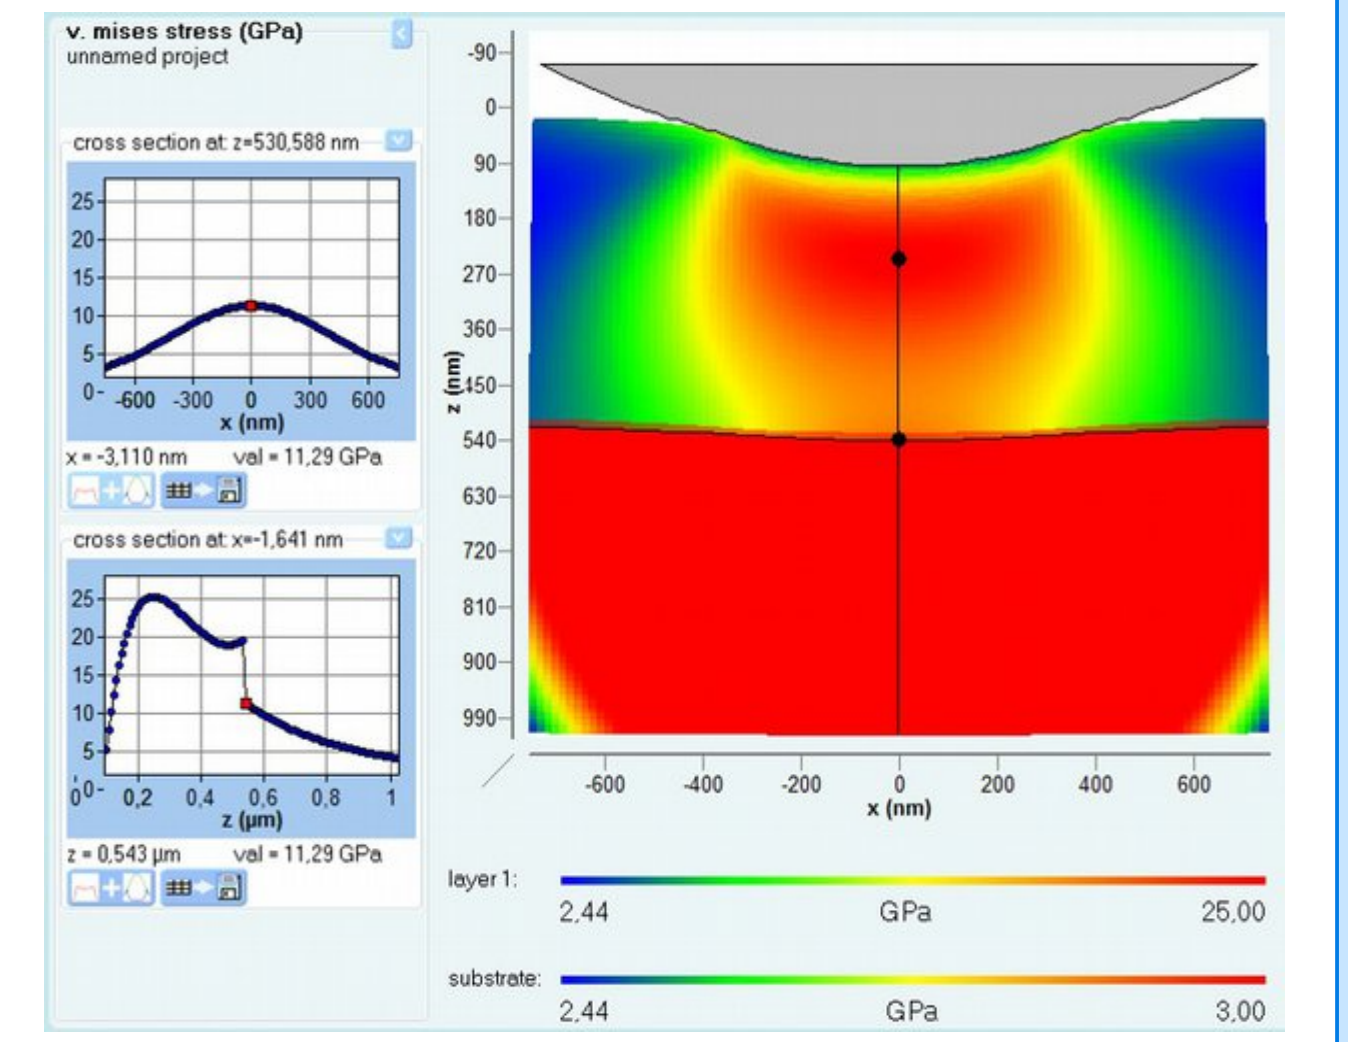 v. mises stress (GPa)
unnamed project
cross section at: z=530,588 nm
25
20
15
10
5
0
-600 -300 0 300 600
x (nm)
x = -3,110 nm val = 11,29 GPa
cross section at: x=-1,641 nm
25
20
15
10
5
0
0 0,2 0,4 0,6 0,8 1
z (µm)
z = 0,543 µm val = 11,29 GPa
-90
0
90
180
270
360
450
540
630
720
810
900
990
z (nm)
-600 -400 -200 0 200 400 600
x (nm)
layer 1:
2,44 GPa 25,00
substrate:
2,44 GPa 3,00